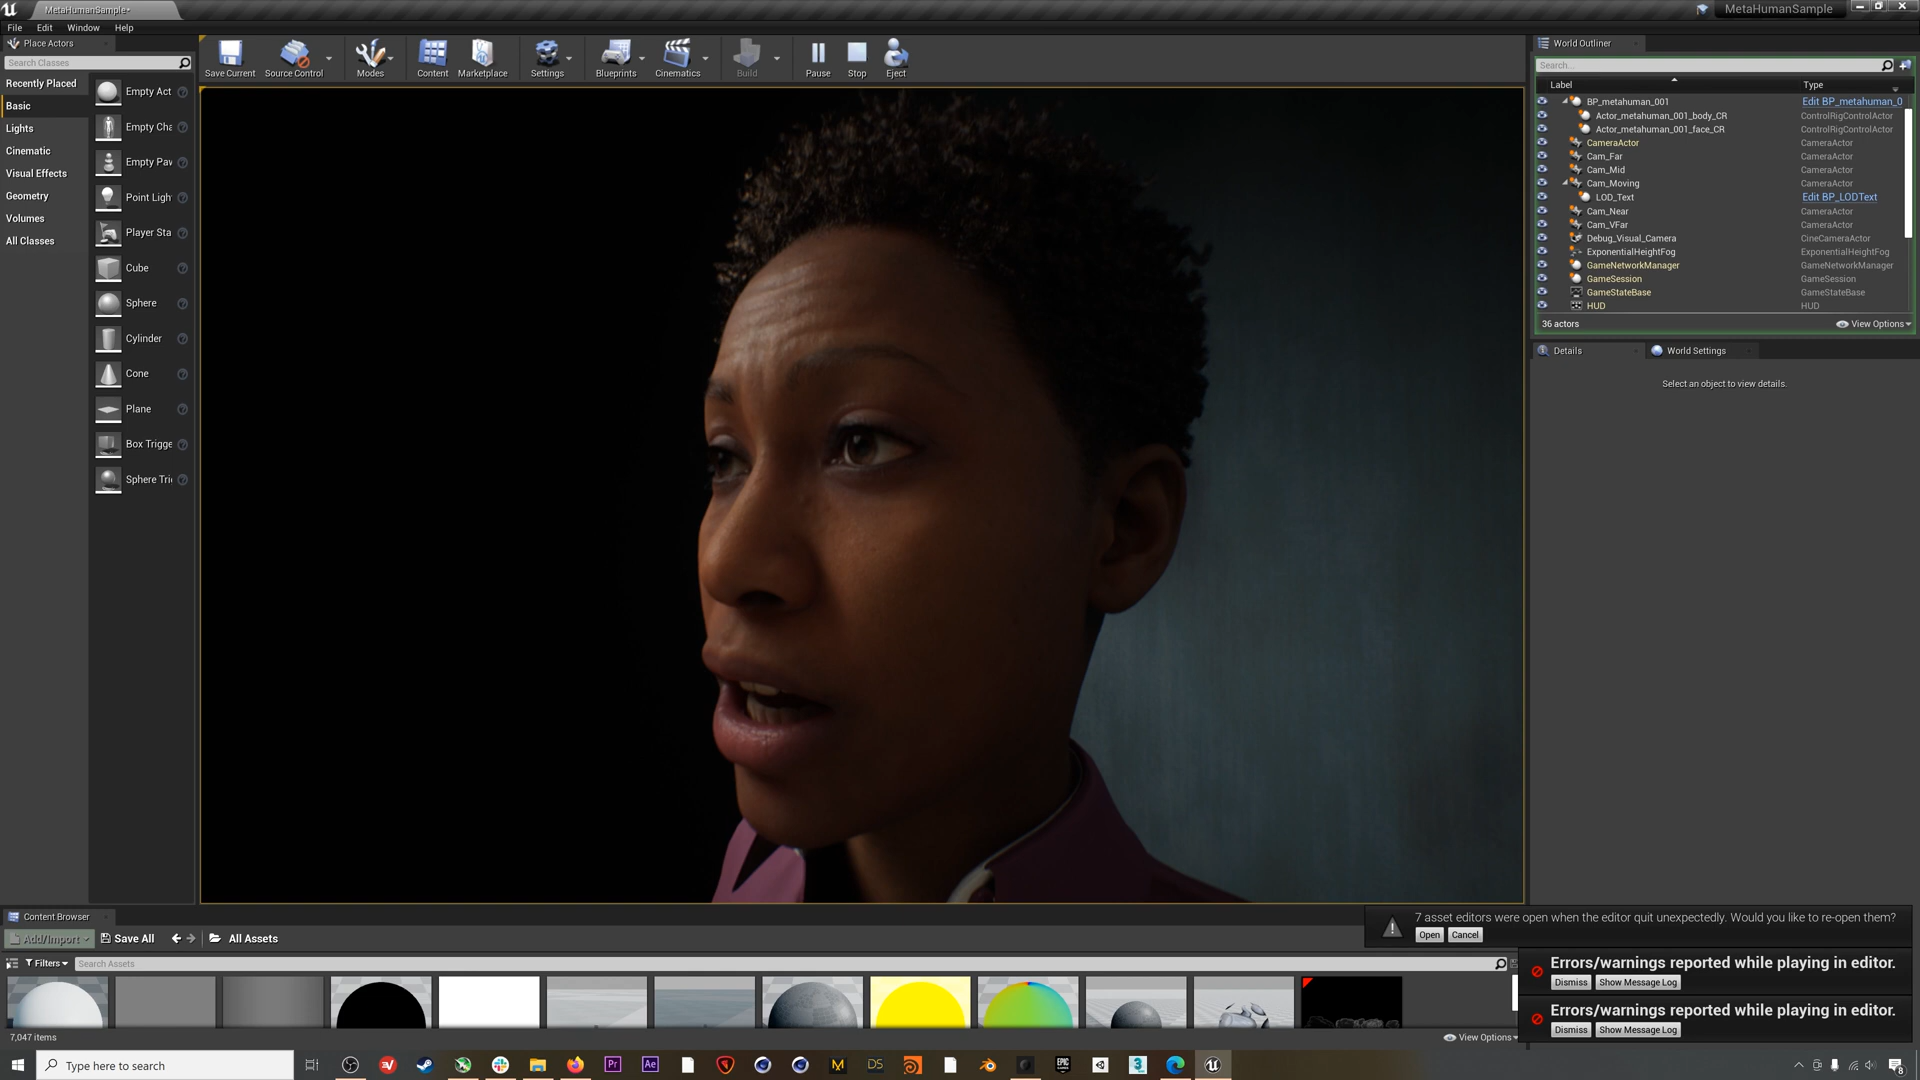 MetaHumanSample•
MetaHumanSample
File Edit Window Help
Place Actors
Search Classes
Recently Placed
Basic
Lights
Cinematic
Visual Effects
Geometry
Volumes
All Classes
Empty Act
Empty Cha
Empty Paw
Point Ligh
Player Sta
Cube
Sphere
Cylinder
Cone
Plane
Box Trigge
Sphere Tri
Save Current
Source Control
Modes
Content
Marketplace
Settings
Blueprints
Cinematics
Build
Pause
Stop
Eject
World Outliner
Search...
Label Type
BP_metahuman_001 Edit BP_metahuman_0
Actor_metahuman_001_body_CR ControlRigControlActor
Actor_metahuman_001_face_CR ControlRigControlActor
CameraActor CameraActor
Cam_Far CameraActor
Cam_Mid CameraActor
Cam_Moving CameraActor
LOD_Text Edit BP_LODText
Cam_Near CameraActor
Cam_VFar CameraActor
Debug_Visual_Camera CineCameraActor
ExponentialHeightFog ExponentialHeightFog
GameNetworkManager GameNetworkManager
GameSession GameSession
GameStateBase GameStateBase
HUD HUD
36 actors View Options
Details World Settings
Select an object to view details.
Content Browser
Add/Import Save All All Assets
Filters Search Assets
7,047 items
View Options
7 asset editors were open when the editor quit unexpectedly. Would you like to re-open them?
Open Cancel
Errors/warnings reported while playing in editor.
Dismiss Show Message Log
Errors/warnings reported while playing in editor.
Dismiss Show Message Log
Type here to search
Pr
Ae
DS
EPIC GAMES
3
8